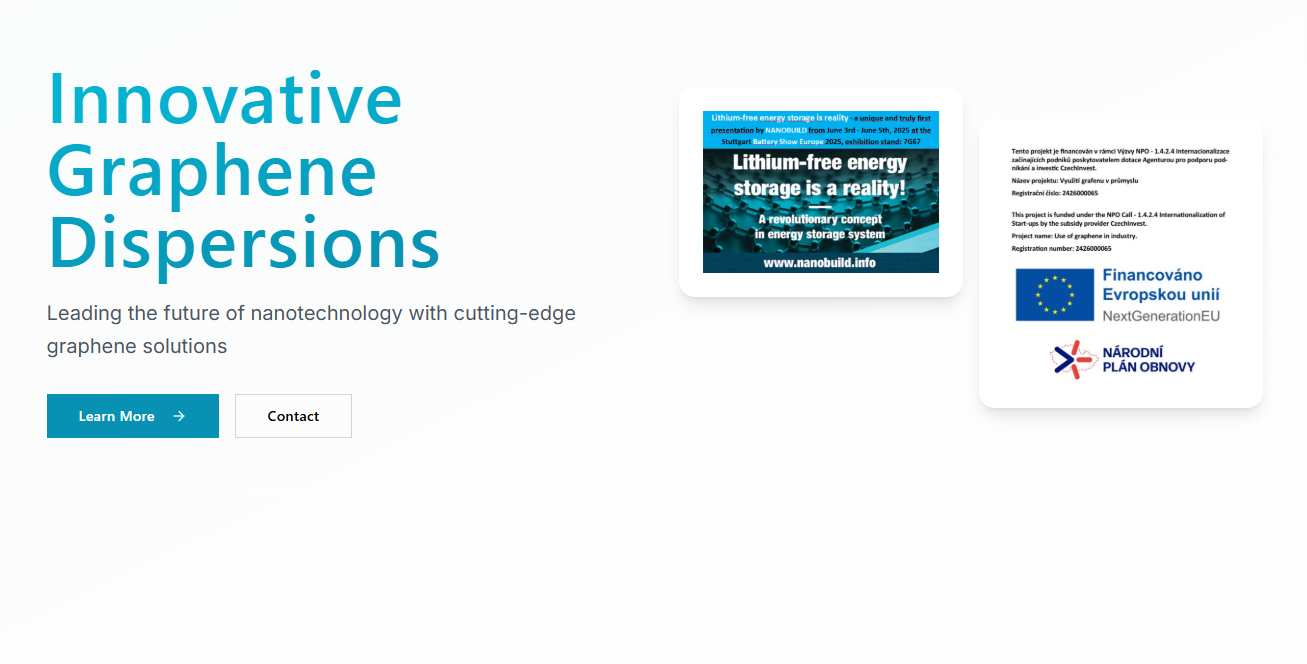 Innovative
Graphene
Dispersions
Leading the future of nanotechnology with cutting-edge
graphene solutions
Learn More
Contact
Lithium-free energy storage is reality - a unique and truly first
presentation by NANOBUILD from June 3rd - June 5th, 2025 at the
Stuttgart Battery Show Europe 2025, exhibition stand: 7G67
Lithium-free energy
storage is a reality!
A revolutionary concept
in energy storage system
www.nanobuild.info
Tento projekt je financován v rámci Výzvy NPO - 1.4.2.4 Internacionalizace
začínajících podniků poskytovatelem dotace Agenturou pro podporu pod-
nikání a investic CzechInvest.
Název projektu: Využití grafenu v průmyslu
Registrační číslo: 2426000065
This project is funded under the NPO Call - 1.4.2.4 Internationalization of
Start-ups by the subsidy provider CzechInvest.
Project name: Use of graphene in industry.
Registration number: 2426000065
Financováno
Evropskou unií
NextGenerationEU
NÁRODNÍ
PLÁN OBNOVY